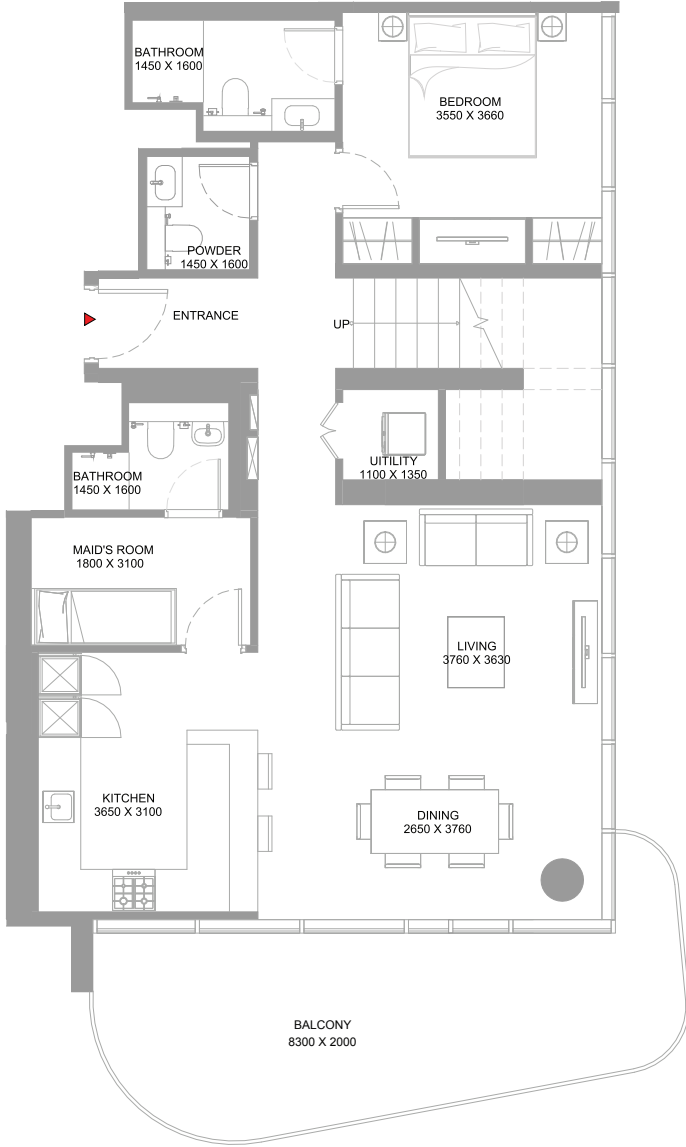 BATHROOM
1450 X 1600
BEDROOM
3550 X 3660
POWDER
1450 X 1600
ENTRANCE
UP
UITILITY
1100 X 1350
BATHROOM
1450 X 1600
MAID'S ROOM
1800 X 3100
LIVING
3760 X 3630
KITCHEN
3650 X 3100
DINING
2650 X 3760
BALCONY
8300 X 2000